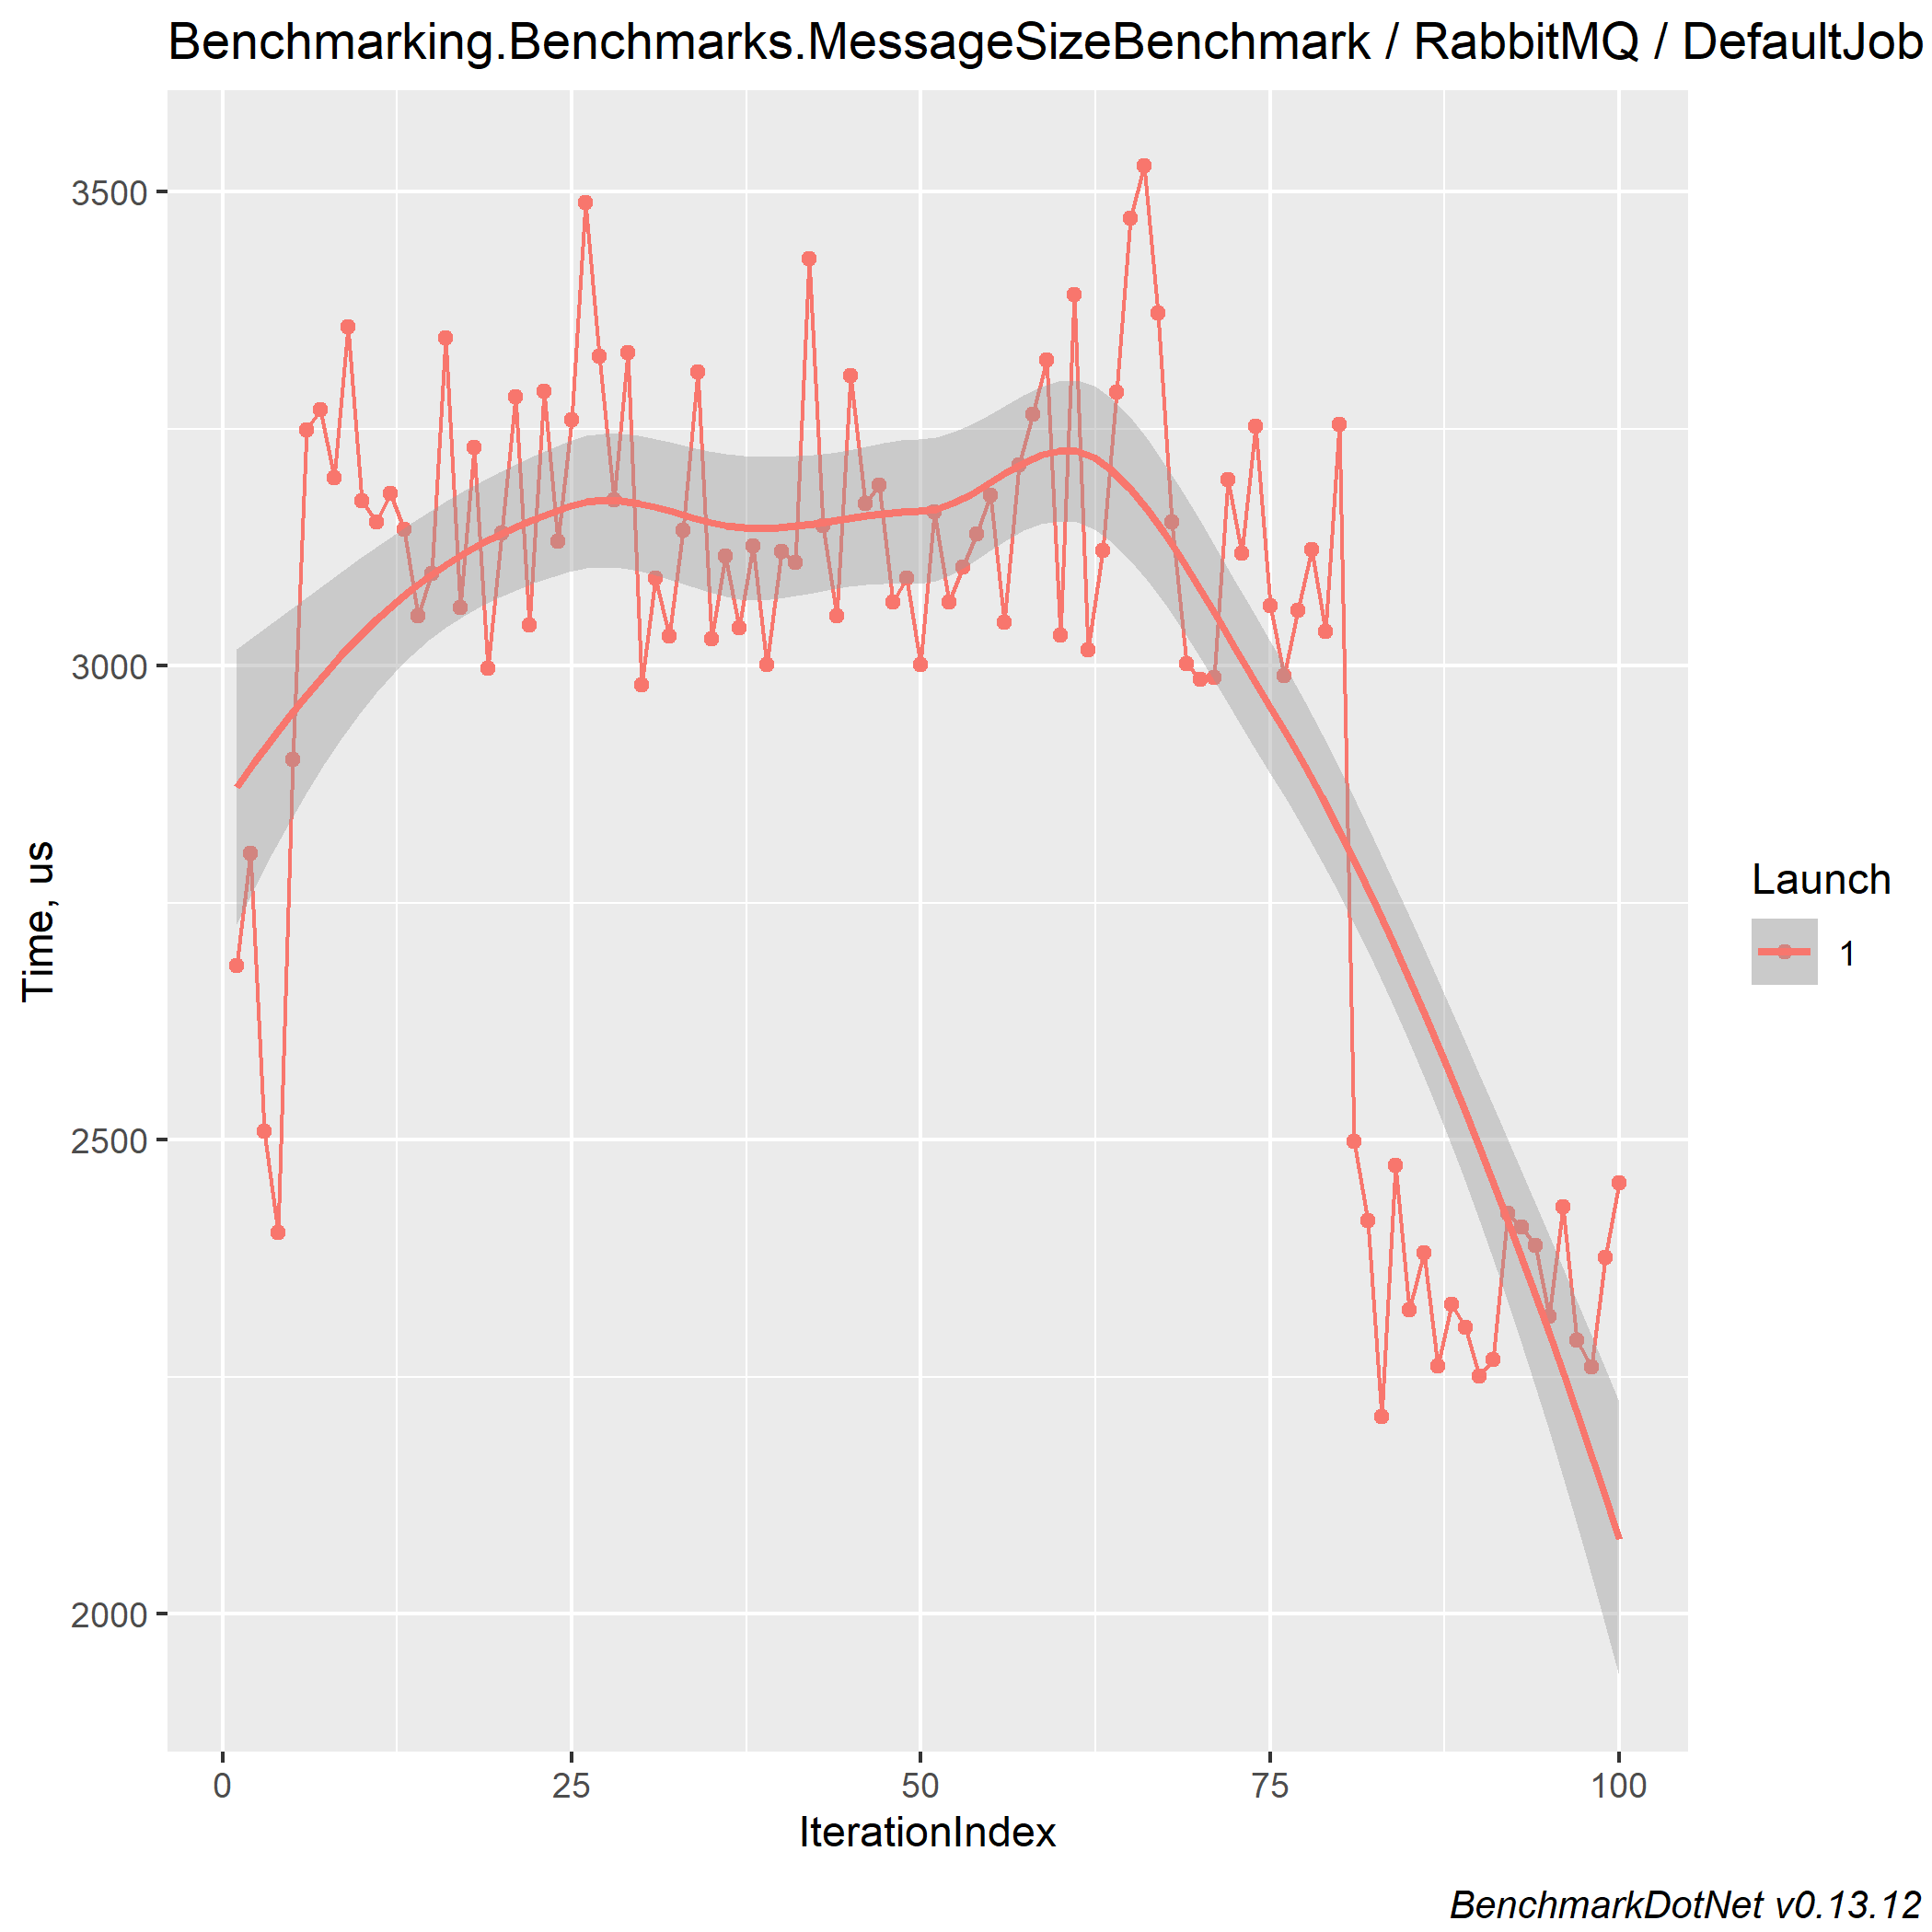 Benchmarking.Benchmarks.MessageSizeBenchmark / RabbitMQ / DefaultJob
3500
3000
2500
2000
Time, us
0 25 50 75 100
IterationIndex
Launch
1
BenchmarkDotNet v0.13.12